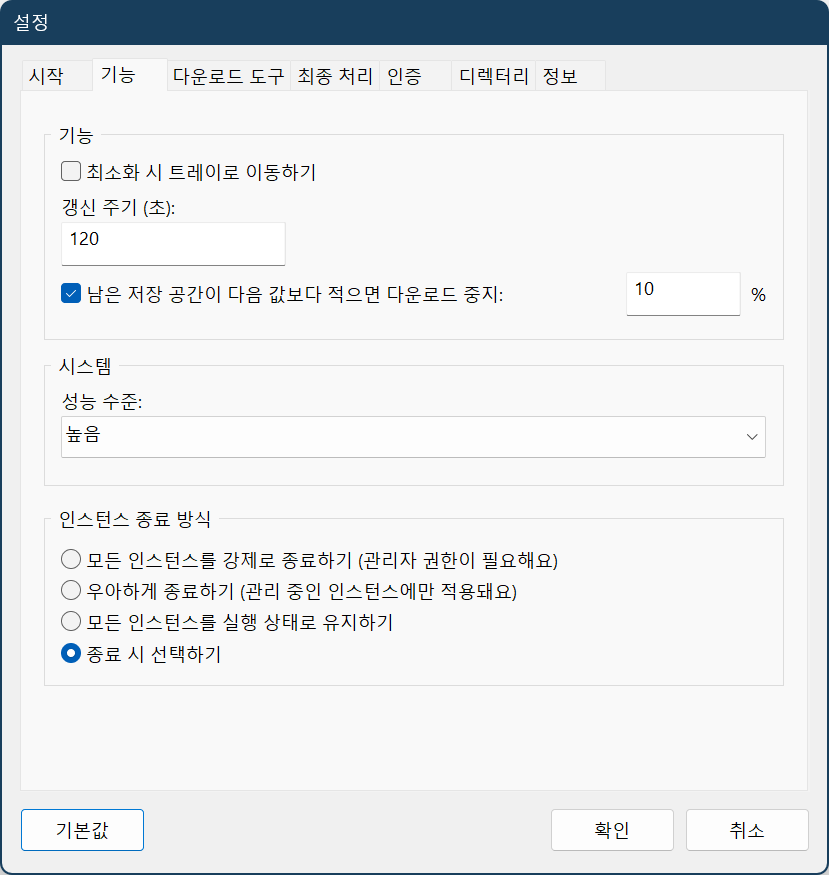 설정
시작 기능 다운로드 도구 최종 처리 인증 디렉터리 정보
기능
최소화 시 트레이로 이동하기
갱신 주기 (초):
120
남은 저장 공간이 다음 값보다 적으면 다운로드 중지: 10 %
시스템
성능 수준:
높음
인스턴스 종료 방식
모든 인스턴스를 강제로 종료하기 (관리자 권한이 필요해요)
우아하게 종료하기 (관리 중인 인스턴스에만 적용돼요)
모든 인스턴스를 실행 상태로 유지하기
종료 시 선택하기
기본값 확인 취소